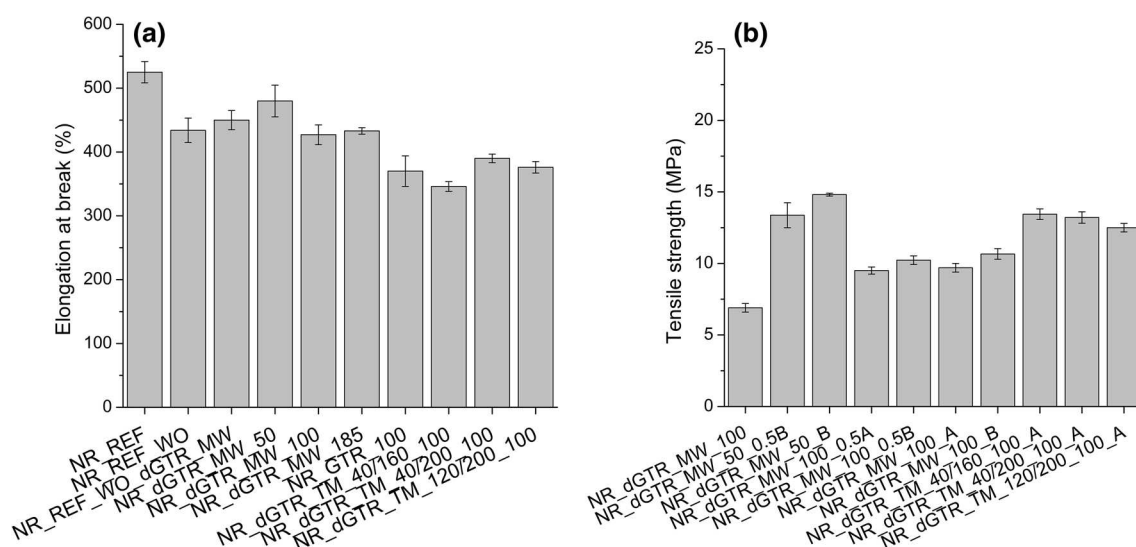 (a)
Elongation at break (%)
600
500
400
300
200
100
0
NR_REF
NR_REF_WO
NR_REF_WO_dGTR_MW
NR_dGTR_MW_50
NR_dGTR_MW_100
NR_dGTR_MW_185
NR_GTR_100
NR_dGTR_TM_40/160_100
NR_dGTR_TM_40/200_100
NR_dGTR_TM_120/200_100
(b)
Tensile strength (MPa)
25
20
15
10
5
0
NR_dGTR_MW_100
NR_dGTR_MW_50_0.5B
NR_dGTR_MW_50_B
NR_dGTR_MW_100_0.5A
NR_dGTR_MW_100_0.5B
NR_dGTR_MW_100_A
NR_dGTR_MW_100_B
NR_dGTR_TM_40/160_100_A
NR_dGTR_TM_40/200_100_A
NR_dGTR_TM_120/200_100_A